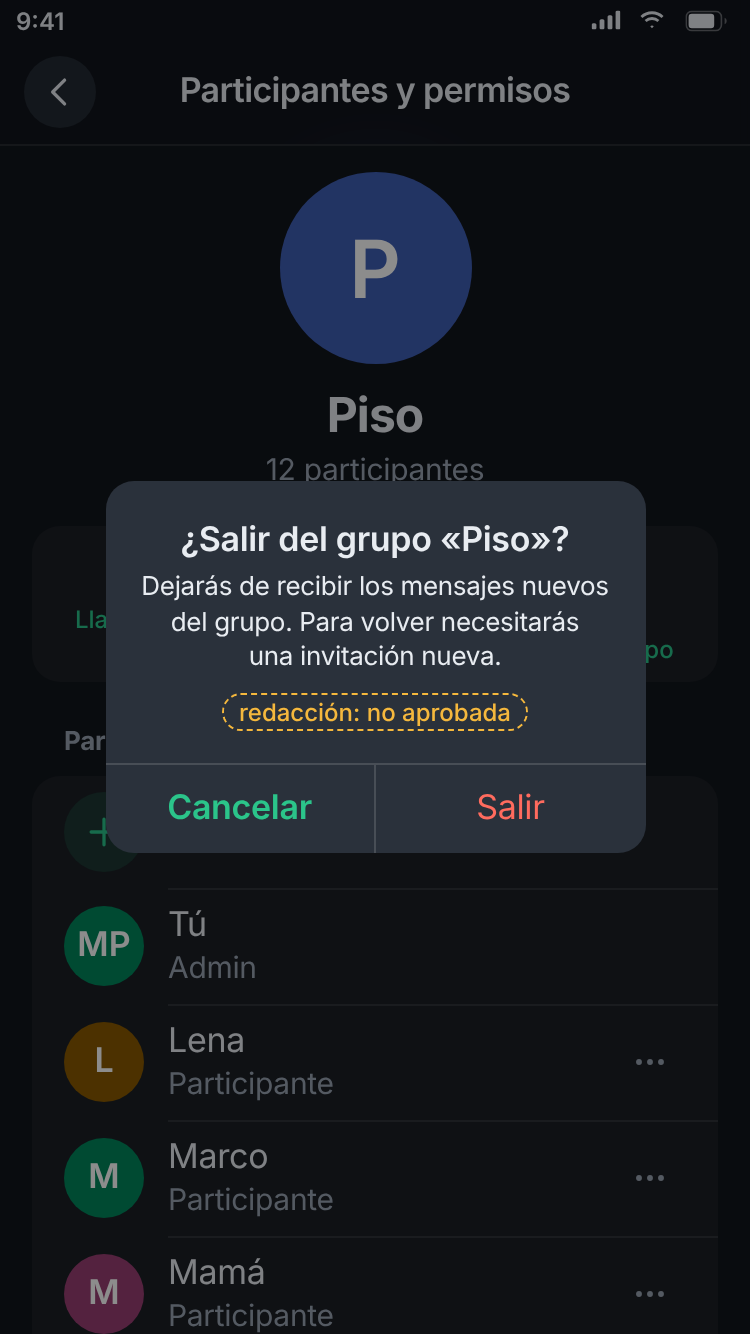 9:41
Participantes y permisos
P
Piso
12 participantes
¿Salir del grupo «Piso»?
Dejarás de recibir los mensajes nuevos
del grupo. Para volver necesitarás
una invitación nueva.
redacción: no aprobada
Cancelar
Salir
MP
Tú
Admin
L
Lena
Participante
M
Marco
Participante
M
Mamá
Participante